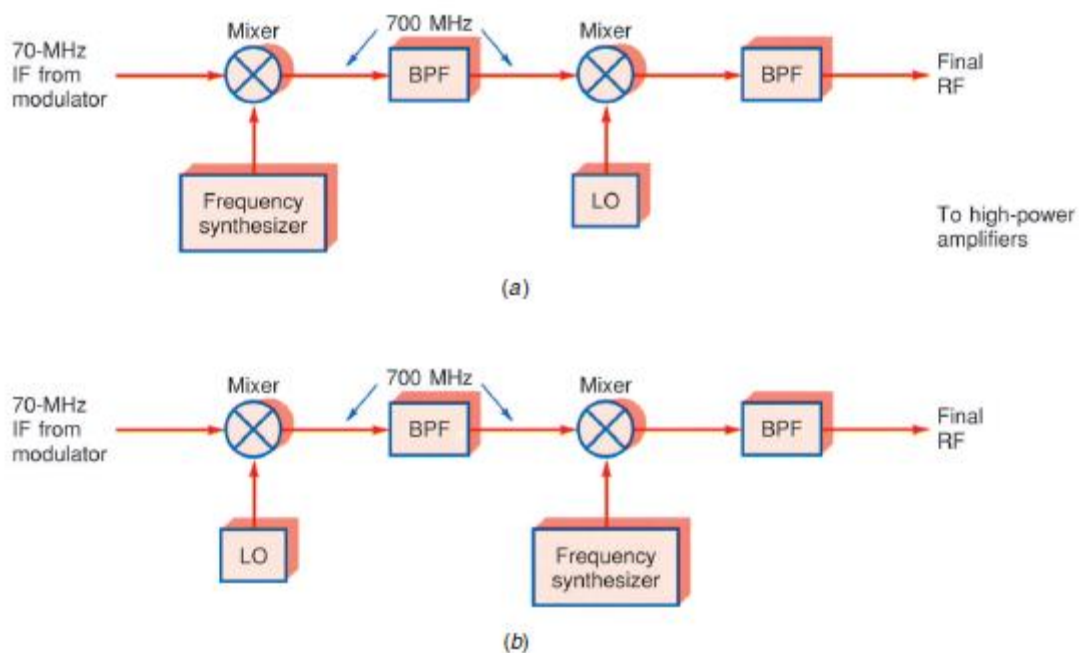 Mixer
700 MHz
Mixer
70-MHz
IF from
modulator
BPF
BPF
Final
RF
Frequency
synthesizer
LO
To high-power
amplifiers
(a)
Mixer
700 MHz
Mixer
70-MHz
IF from
modulator
BPF
BPF
Final
RF
LO
Frequency
synthesizer
(b)